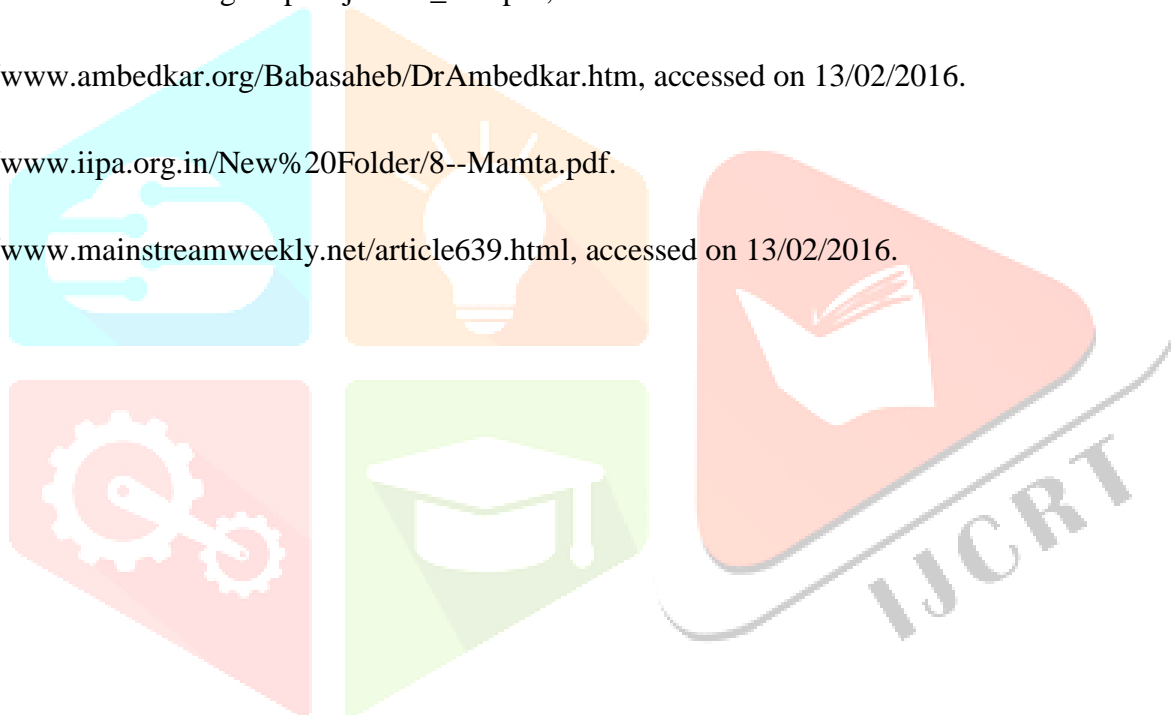 www.ambedkar.org/Babasaheb/DrAmbedkar.htm, accessed on 13/02/2016.
www.iipa.org.in/New%20Folder/8--Mamta.pdf.
www.mainstreamweekly.net/article639.html, accessed on 13/02/2016.
IJCRT